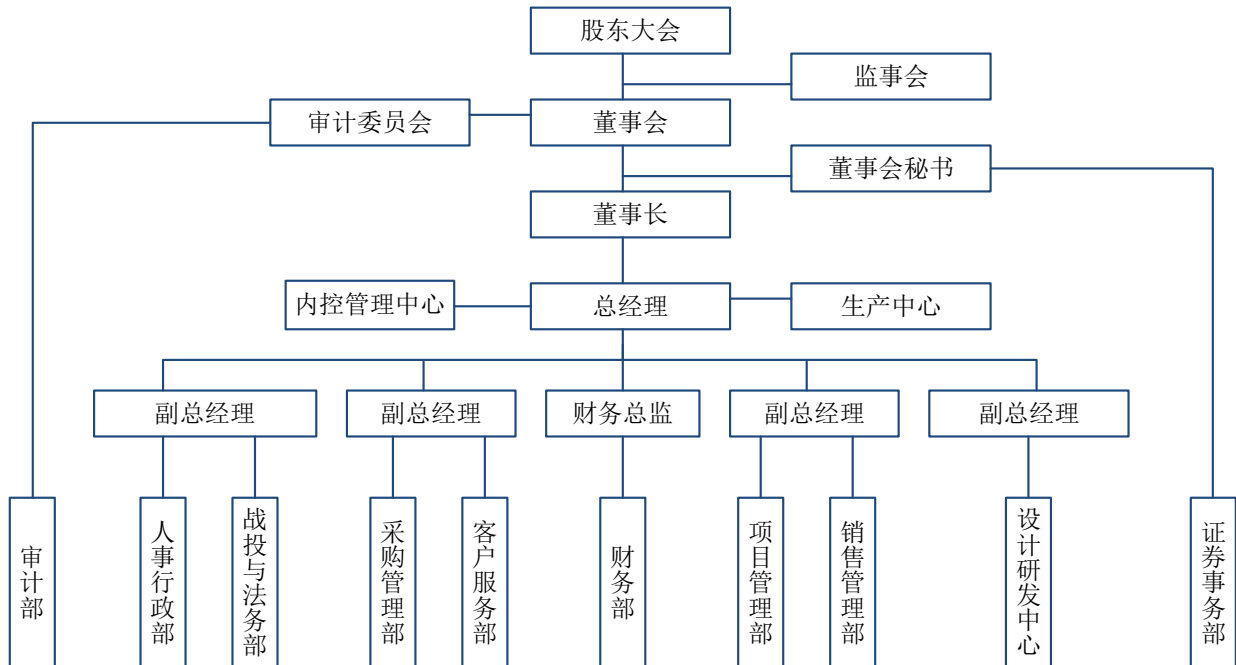 股东大会
监事会
审计委员会
董事会
董事会秘书
董事长
内控管理中心
总经理
生产中心
副总经理
副总经理
财务总监
副总经理
副总经理
审计部
人事行政部
战投与法务部
采购管理部
客户服务部
财务部
项目管理部
销售管理部
设计研发中心
证券事务部